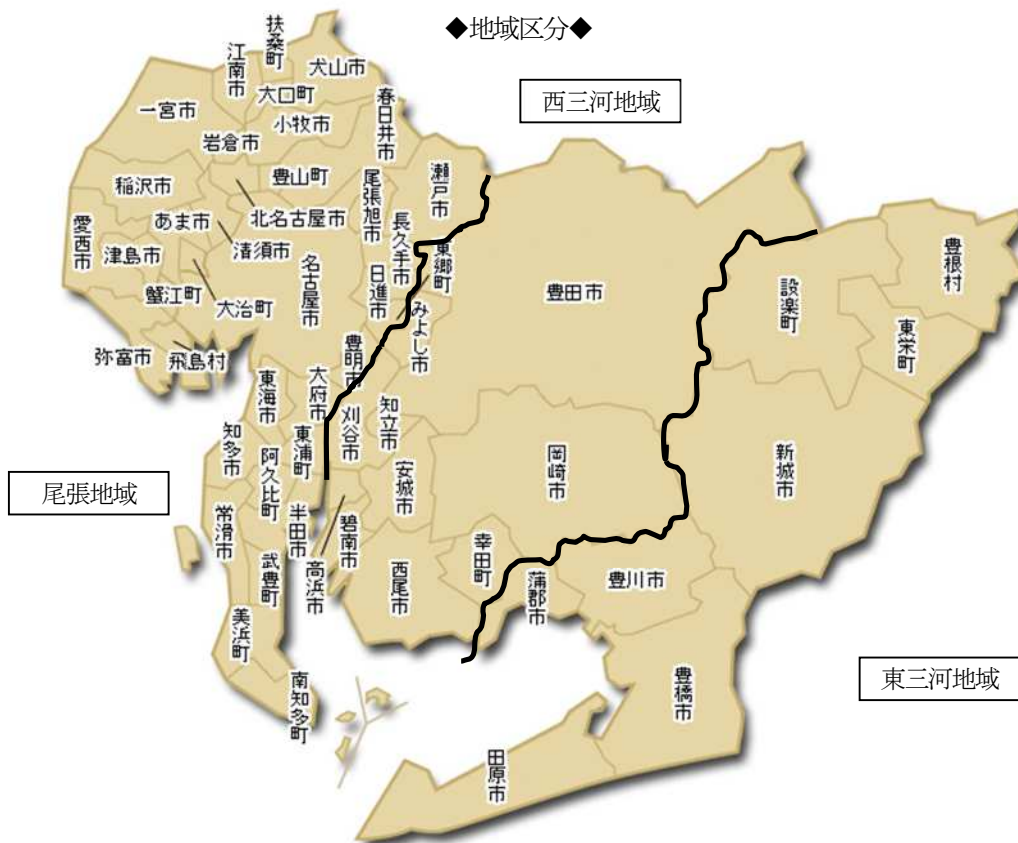 ◆地域区分◆
西三河地域
扶桑町
江南市
犬山市
大口町
一宮市
小牧市
春日井市
岩倉市
瀬戸市
豊山町
尾張旭市
稲沢市
北名古屋市
あま市
長久手市
愛西市
清須市
津島市
東郷町
名古屋市
日進市
豊田市
設楽町
豊根村
蟹江町
大治町
みよし市
東栄町
弥富市
飛島村
豊明市
東海市
大府市
刈谷市
知立市
知多市
東浦町
阿久比町
安城市
岡崎市
新城市
尾張地域
常滑市
半田市
碧南市
高浜市
武豊町
西尾市
幸田町
蒲郡市
豊川市
美浜町
南知多町
豊橋市
東三河地域
田原市